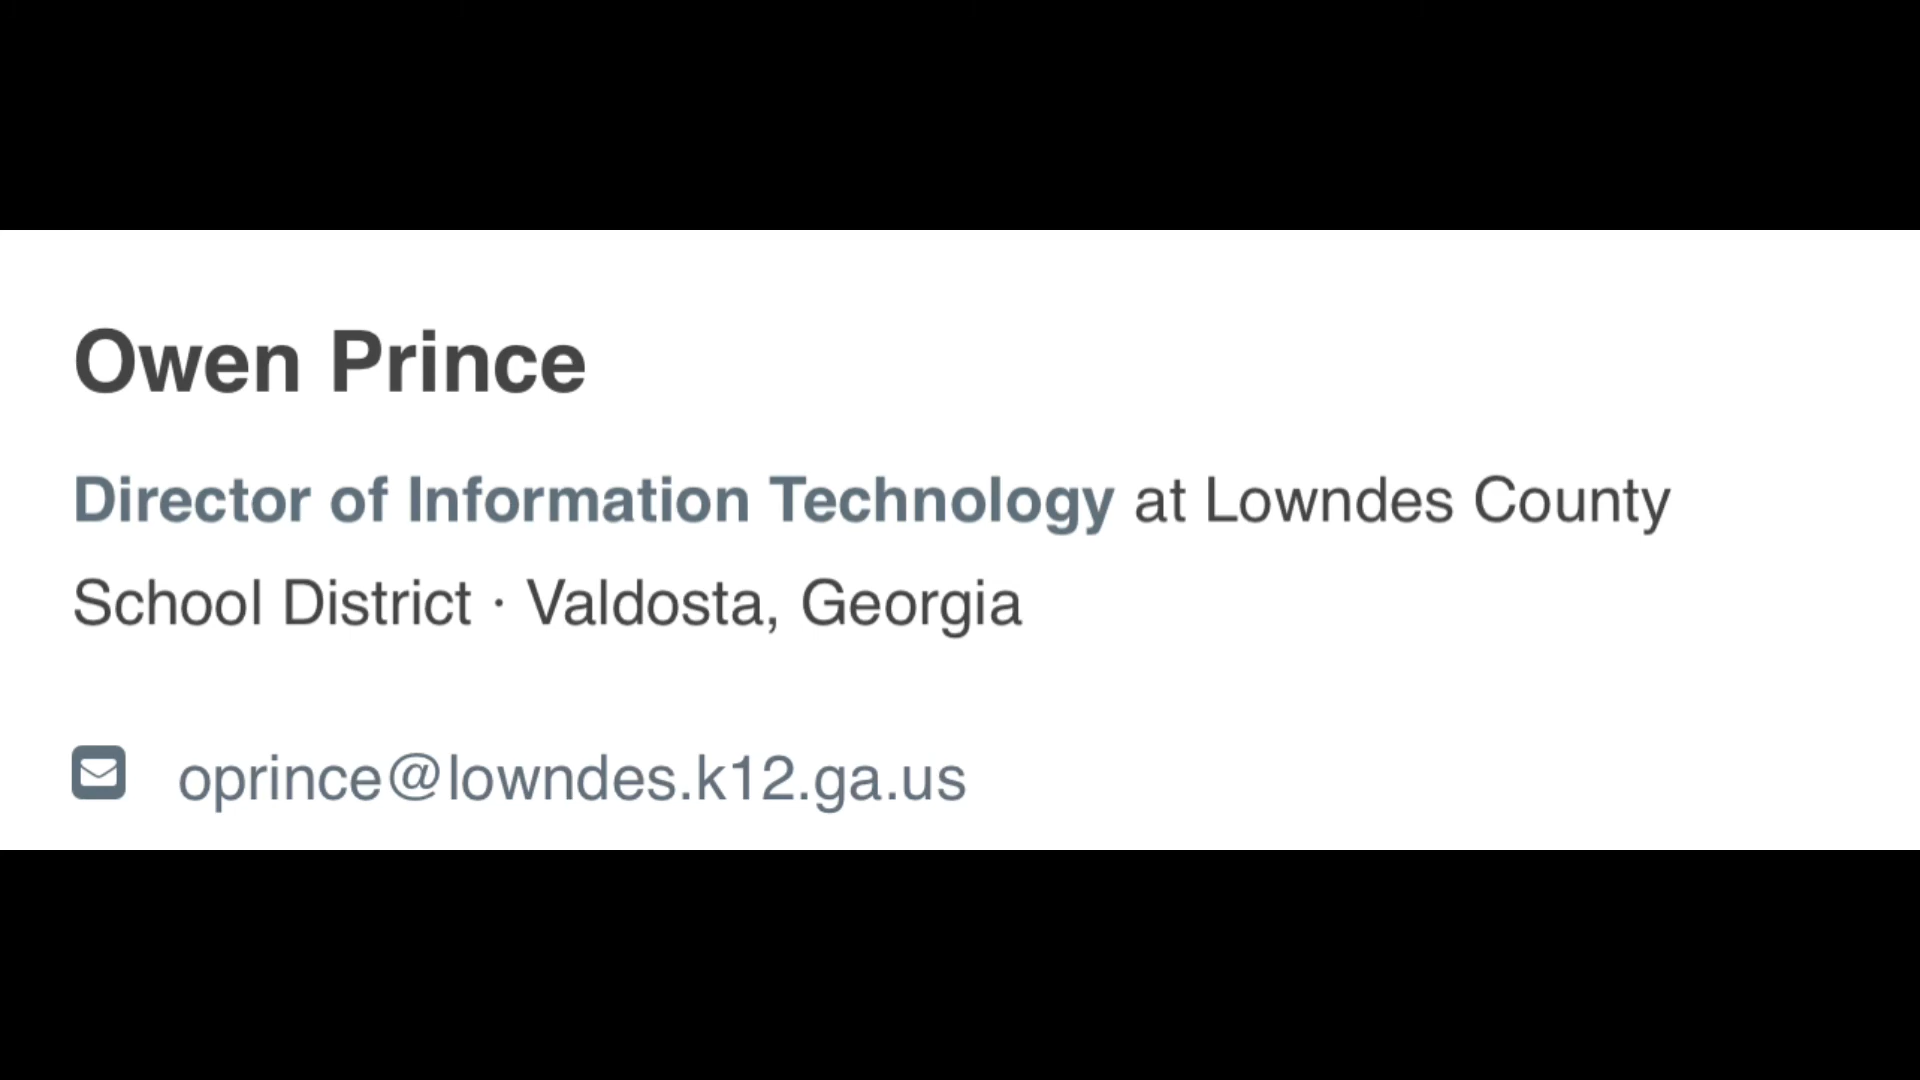 Owen Prince
Director of Information Technology at Lowndes County
School District · Valdosta, Georgia
oprince@lowndes.k12.ga.us